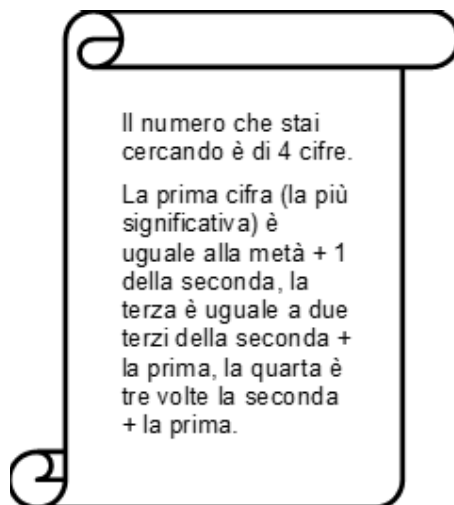 Il numero che stai
cercando è di 4 cifre.
La prima cifra (la più
significativa) è
uguale alla metà + 1
della seconda, la
terza è uguale a due
terzi della seconda +
la prima, la quarta è
tre volte la seconda
+ la prima.